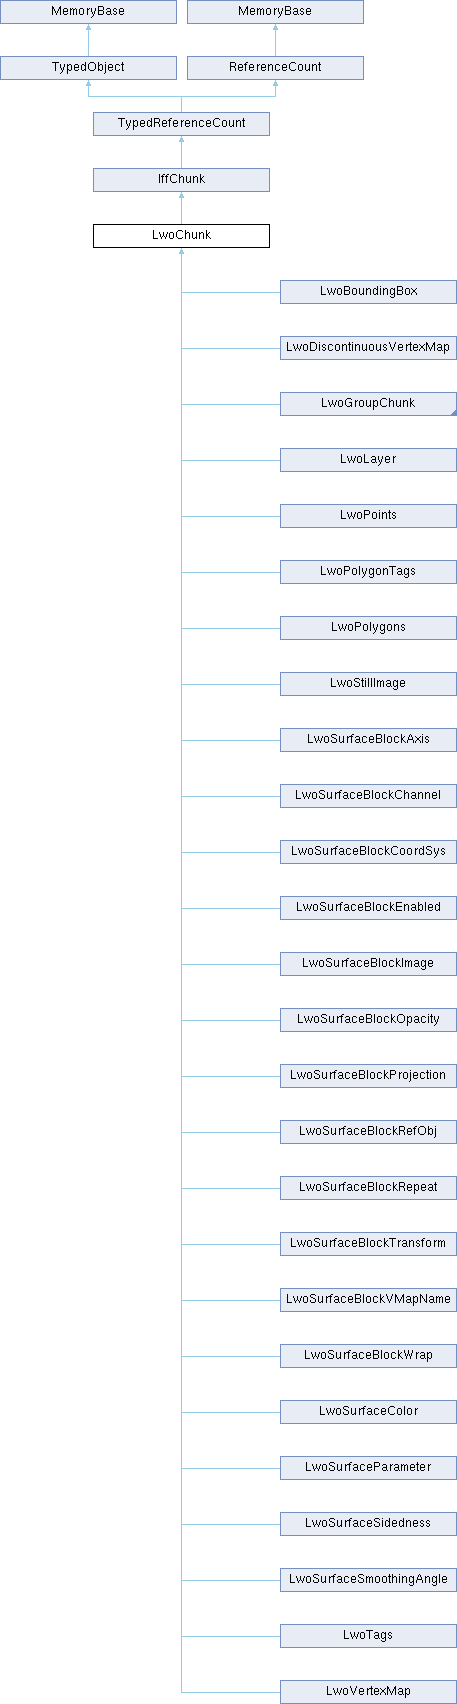 MemoryBase
MemoryBase
TypedObject
ReferenceCount
TypedReferenceCount
IffChunk
LwoChunk
LwoBoundingBox
LwoDiscontinuousVertexMap
LwoGroupChunk
LwoLayer
LwoPoints
LwoPolygonTags
LwoPolygons
LwoStillImage
LwoSurfaceBlockAxis
LwoSurfaceBlockChannel
LwoSurfaceBlockCoordSys
LwoSurfaceBlockEnabled
LwoSurfaceBlockImage
LwoSurfaceBlockOpacity
LwoSurfaceBlockProjection
LwoSurfaceBlockRefObj
LwoSurfaceBlockRepeat
LwoSurfaceBlockTransform
LwoSurfaceBlockVMapName
LwoSurfaceBlockWrap
LwoSurfaceColor
LwoSurfaceParameter
LwoSurfaceSidedness
LwoSurfaceSmoothingAngle
LwoTags
LwoVertexMap